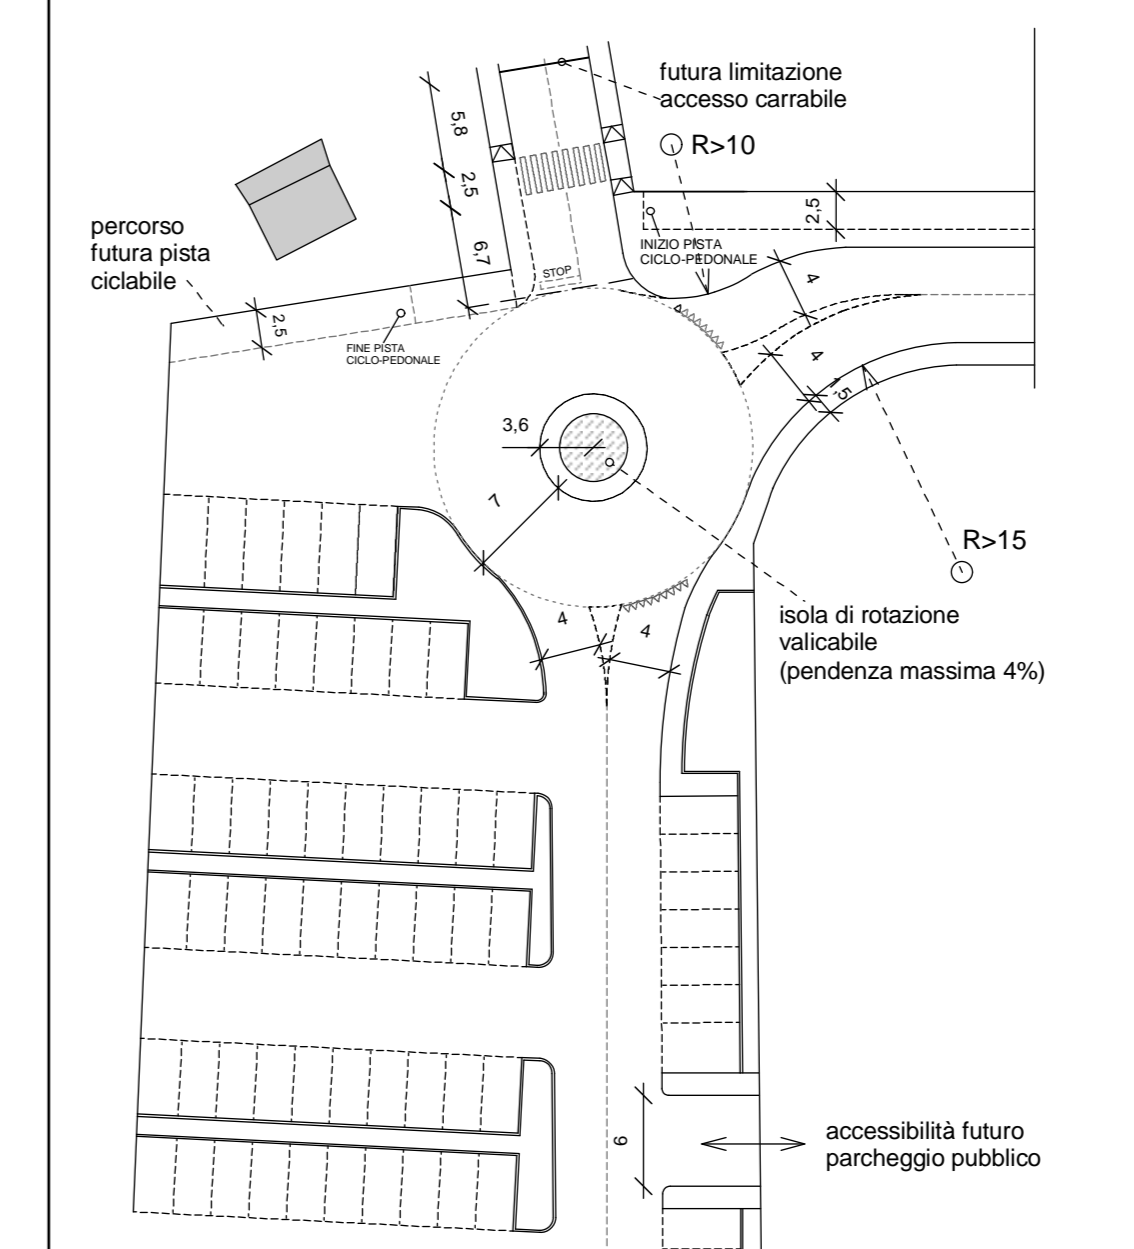 futura limitazione
accesso carrabile
R>10
5,8
2,5
6,7
2,5
percorso
futura pista
ciclabile
INIZIO PISTA
CICLO-PEDONALE
STOP
4
2,5
FINE PISTA
CICLO-PEDONALE
4
1,5
3,6
7
R>15
4
4
isola di rotazione
valicabile
(pendenza massima 4%)
6
accessibilità futuro
parcheggio pubblico